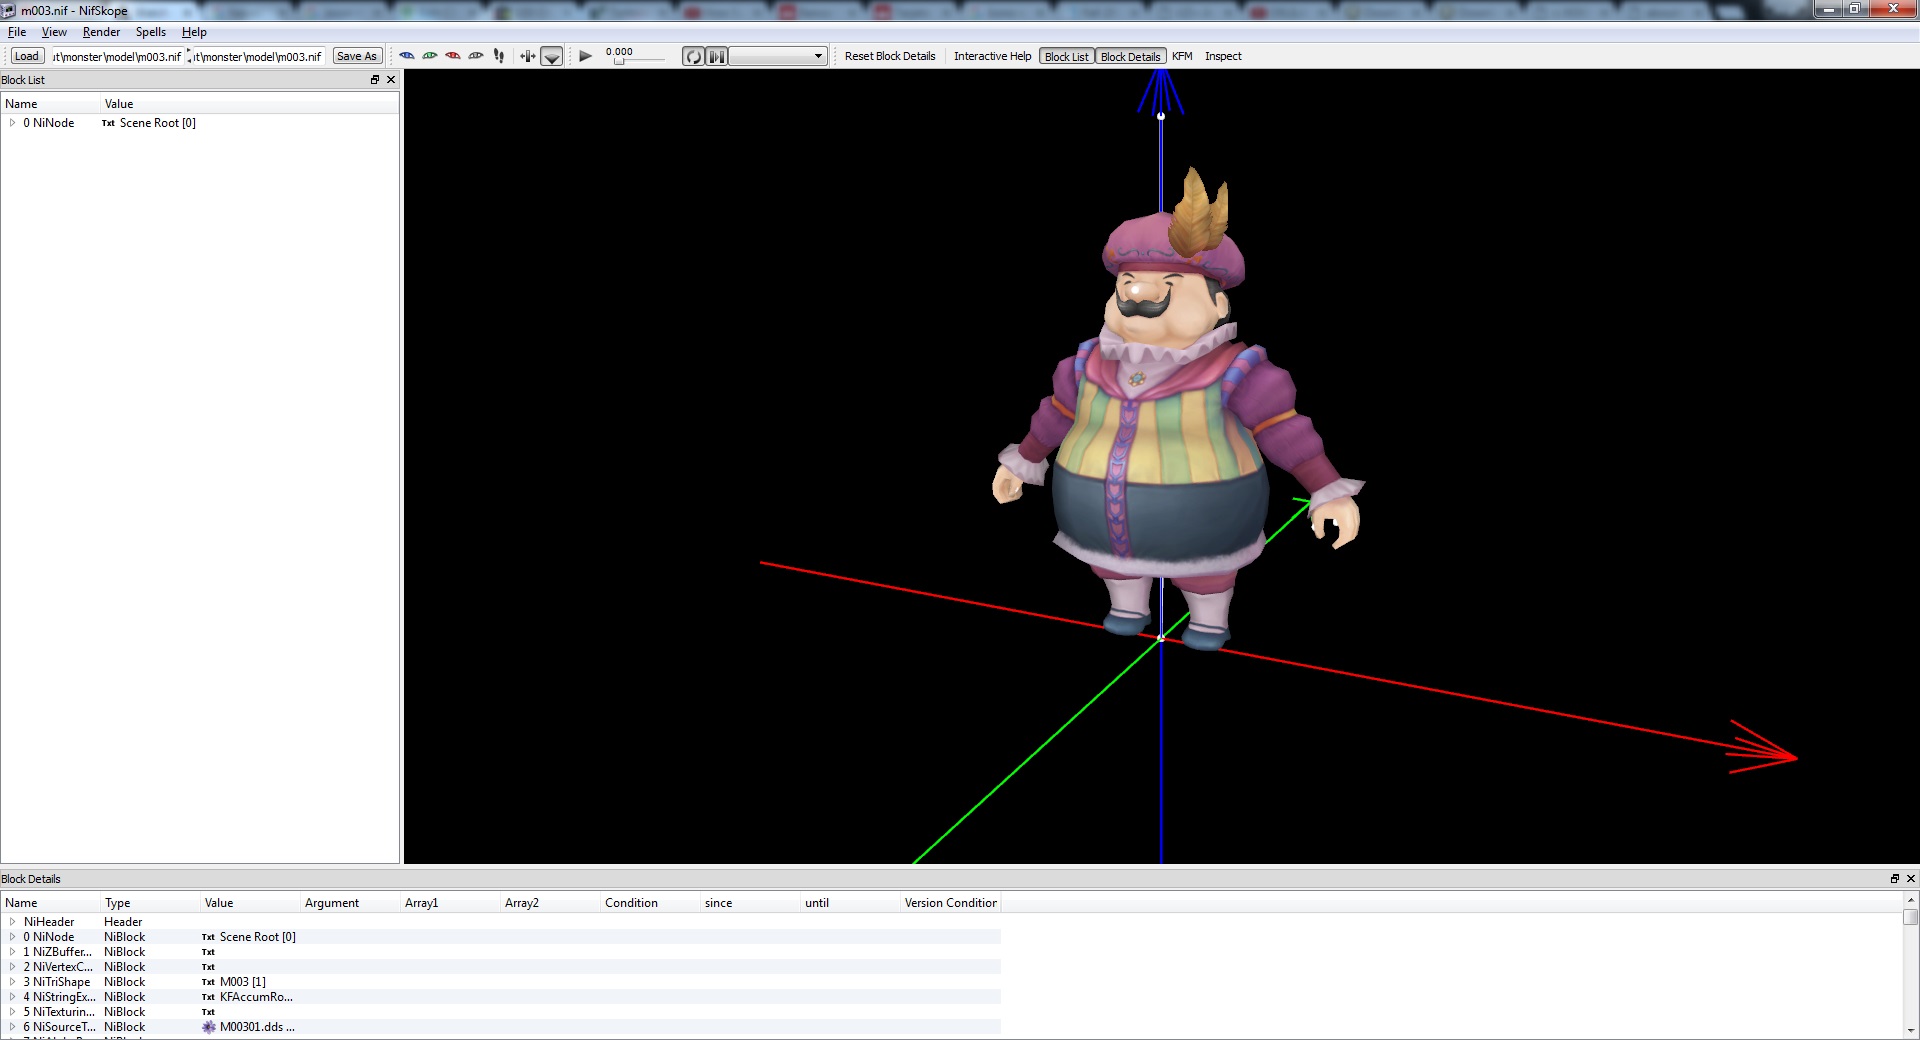 m003.nif - NifSkope
File View Render Spells Help
Load ut\monster\model\m003.nif ut\monster\model\m003.nif Save As 0.000 Reset Block Details Interactive Help Block List Block Details KFM Inspect
Block List
Name Value
0 NiNode Txt Scene Root [0]
Block Details
Name Type Value Argument Array1 Array2 Condition since until Version Condition
NiHeader Header
0 NiNode NiBlock Txt Scene Root [0]
1 NiZBuffer... NiBlock Txt
2 NiVertexC... NiBlock Txt
3 NiTriShape NiBlock Txt M003 [1]
4 NiStringEx... NiBlock Txt KFAccumRo...
5 NiTexturin... NiBlock Txt
6 NiSourceT... NiBlock M00301.dds ...